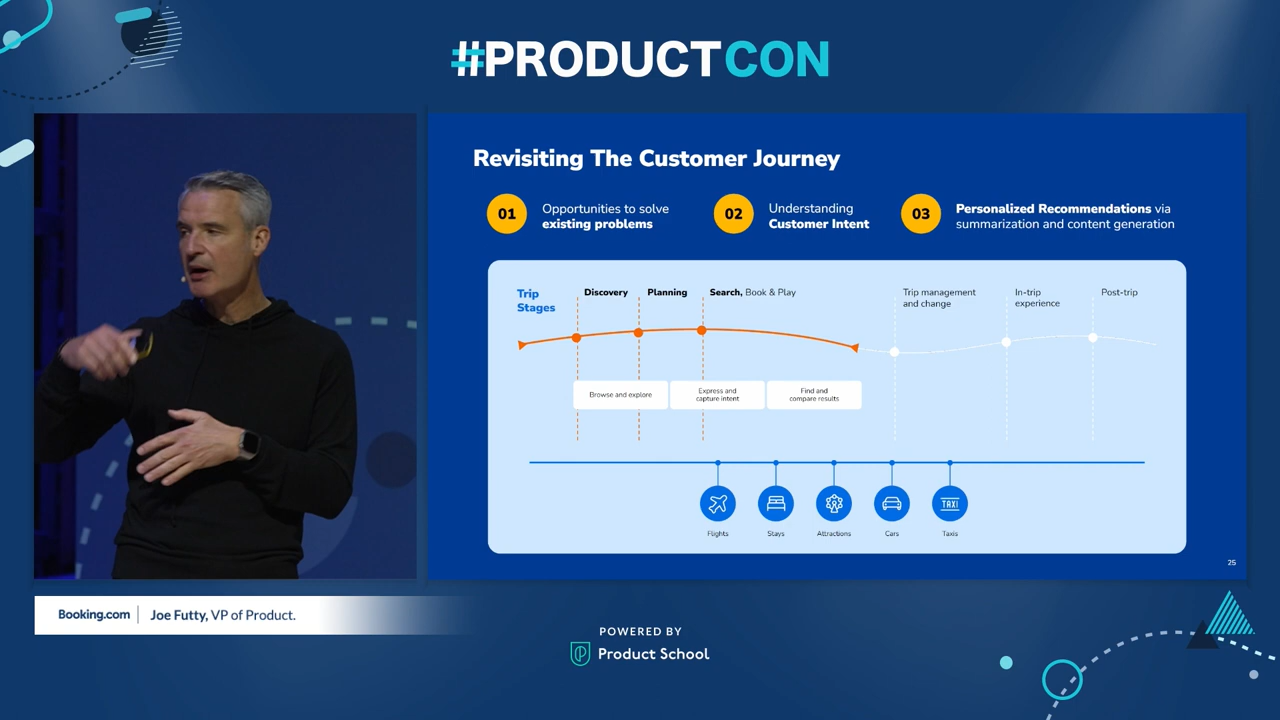 #PRODUCTCON
Revisiting The Customer Journey
01
Opportunities to solve
existing problems
02
Understanding
Customer Intent
03
Personalized Recommendations via
summarization and content generation
Trip
Stages
Discovery
Planning
Search, Book & Play
Trip management
and change
In-trip
experience
Post-trip
Browse and explore
Express and
capture intent
Find and
compare results
TAXI
Flights
Stays
Attractions
Cars
Taxis
25
Booking.com
Joe Futty, VP of Product.
POWERED BY
Product School